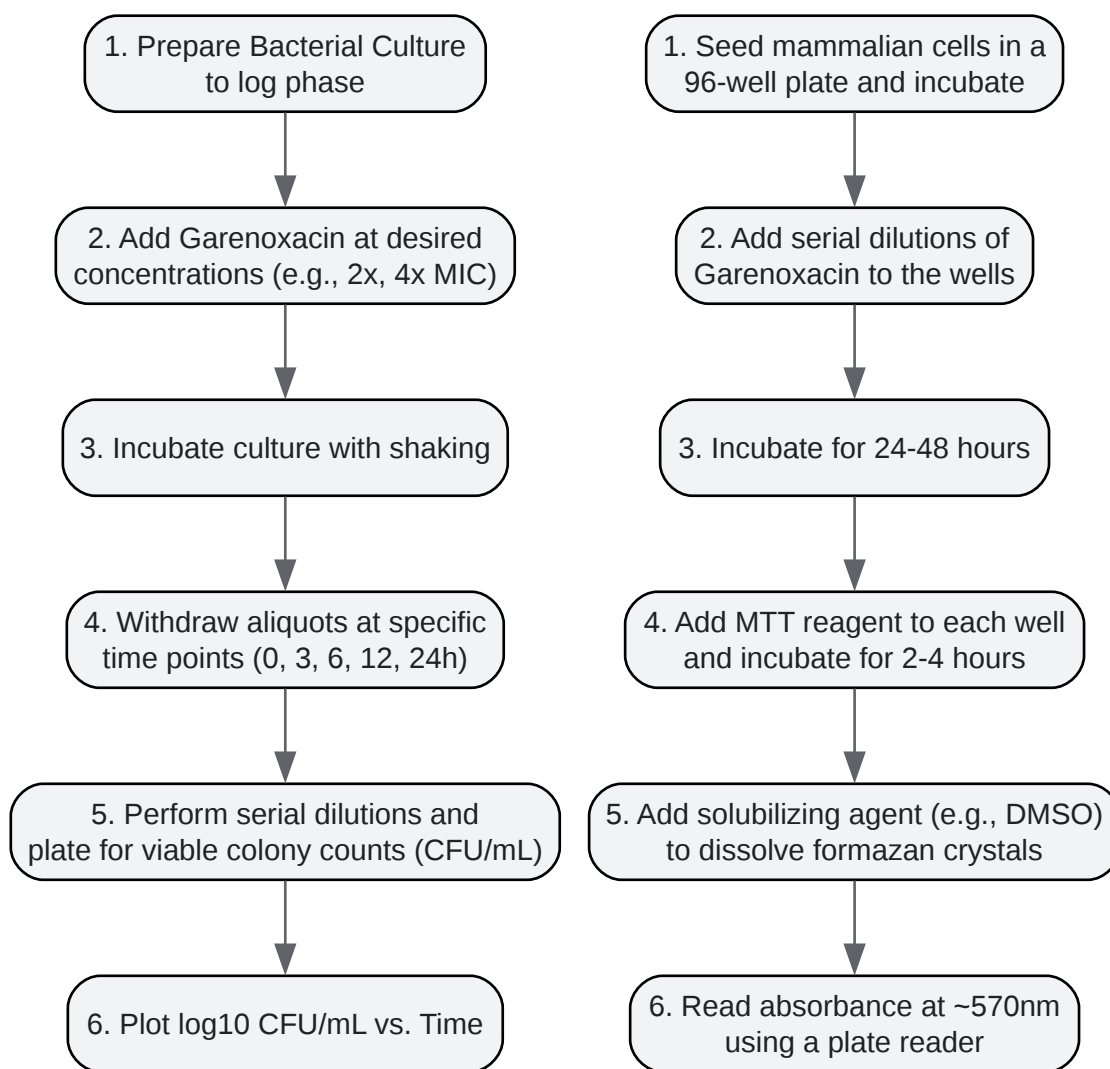 1. Prepare Bacterial Culture
to log phase
2. Add Garenoxacin at desired
concentrations (e.g., 2x, 4x MIC)
3. Incubate culture with shaking
4. Withdraw aliquots at specific
time points (0, 3, 6, 12, 24h)
5. Perform serial dilutions and
plate for viable colony counts (CFU/mL)
6. Plot log10 CFU/mL vs. Time
1. Seed mammalian cells in a
96-well plate and incubate
2. Add serial dilutions of
Garenoxacin to the wells
3. Incubate for 24-48 hours
4. Add MTT reagent to each well
and incubate for 2-4 hours
5. Add solubilizing agent (e.g., DMSO)
to dissolve formazan crystals
6. Read absorbance at ~570nm
using a plate reader